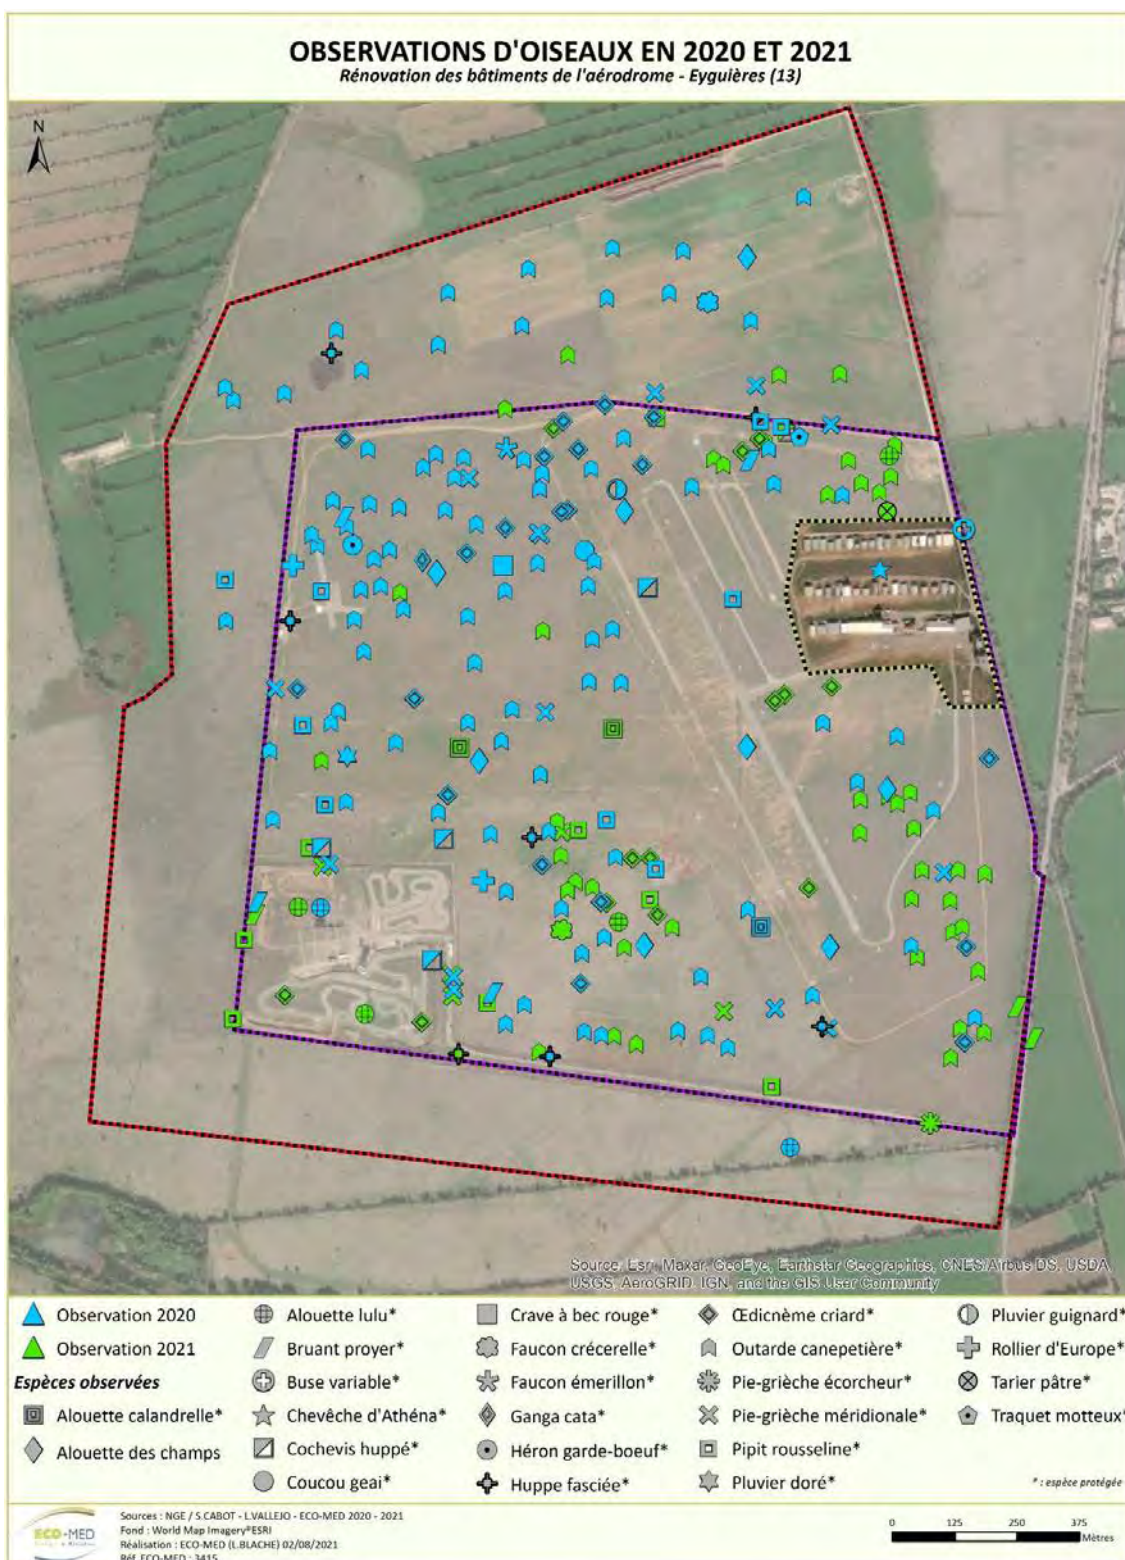 OBSERVATIONS D'OISEAUX EN 2020 ET 2021
Rénovation des bâtiments de l'aérodrome - Eyguières (13)
N
Source: Esri, Maxar, GeoEye, Earthstar Geographics, CNES/Airbus DS, USDA,
USGS, AeroGRID, IGN, and the GIS User Community
Observation 2020
Observation 2021
Espèces observées
Alouette calandrelle*
Alouette des champs
Alouette lulu*
Bruant proyer*
Buse variable*
Chevêche d'Athéna*
Cochevis huppé*
Coucou geai*
Crave à bec rouge*
Faucon crécerelle*
Faucon émerillon*
Ganga cata*
Héron garde-boeuf*
Huppe fasciée*
Œdicnème criard*
Outarde canepetière*
Pie-grièche écorcheur*
Pie-grièche méridionale*
Pipit rousseline*
Pluvier doré*
Pluvier guignard*
Rollier d'Europe*
Tarier pâtre*
Traquet motteux*
* : espèce protégée
ECO-MED
Sources : NGE / S.CABOT - L.VALLEJO - ECO-MED 2020 - 2021
Fond : World Map Imagery®ESRI
Réalisation : ECO-MED (L.BLACHE) 02/08/2021
Réf. ECO-MED : 3415
0 125 250 375
Mètres